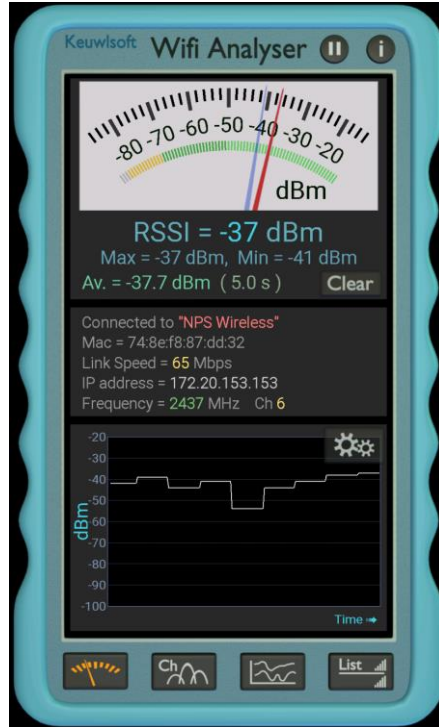 Keuwlsoft Wifi Analyser
-80 -70 -60 -50 -40 -30 -20
dBm
RSSI = -37 dBm
Max = -37 dBm, Min = -41 dBm
Av. = -37.7 dBm ( 5.0 s ) Clear
Connected to "NPS Wireless"
Mac = 74:8e:f8:87:dd:32
Link Speed = 65 Mbps
IP address = 172.20.153.153
Frequency = 2437 MHz Ch 6
-20
-30
-40
-50
-60
-70
-80
-90
-100
dBm
Time
Ch
List